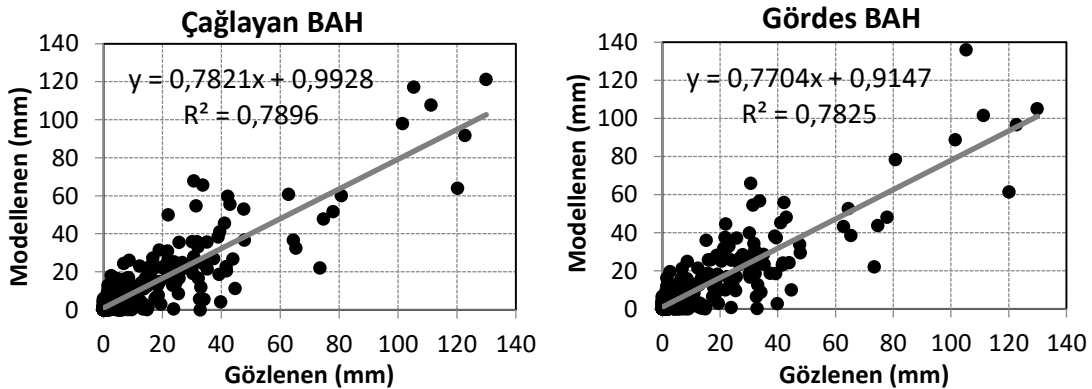 Çağlayan BAH
Modellenen (mm)
140
120
100
80
60
40
20
0
y = 0,7821x + 0,9928
R² = 0,7896
0 20 40 60 80 100 120 140
Gözlenen (mm)
Gördes BAH
Modellenen (mm)
140
120
100
80
60
40
20
0
y = 0,7704x + 0,9147
R² = 0,7825
0 20 40 60 80 100 120 140
Gözlenen (mm)